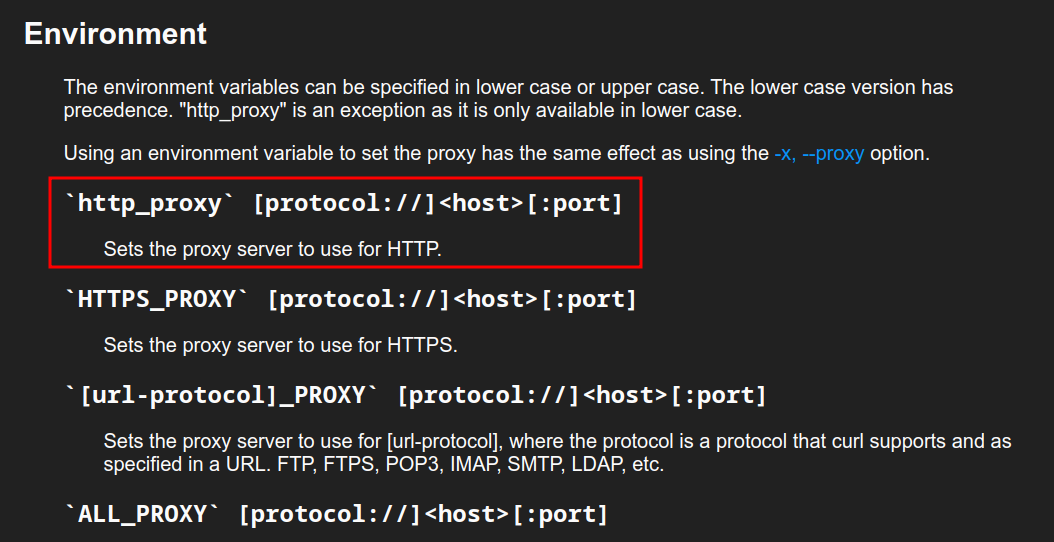 Environment
The environment variables can be specified in lower case or upper case. The lower case version has
precedence. "http_proxy" is an exception as it is only available in lower case.
Using an environment variable to set the proxy has the same effect as using the -x, --proxy option.
`http_proxy` [protocol://]<host>[:port]
Sets the proxy server to use for HTTP.
`HTTPS_PROXY` [protocol://]<host>[:port]
Sets the proxy server to use for HTTPS.
`[url-protocol]_PROXY` [protocol://]<host>[:port]
Sets the proxy server to use for [url-protocol], where the protocol is a protocol that curl supports and as
specified in a URL. FTP, FTPS, POP3, IMAP, SMTP, LDAP, etc.
`ALL_PROXY` [protocol://]<host>[:port]